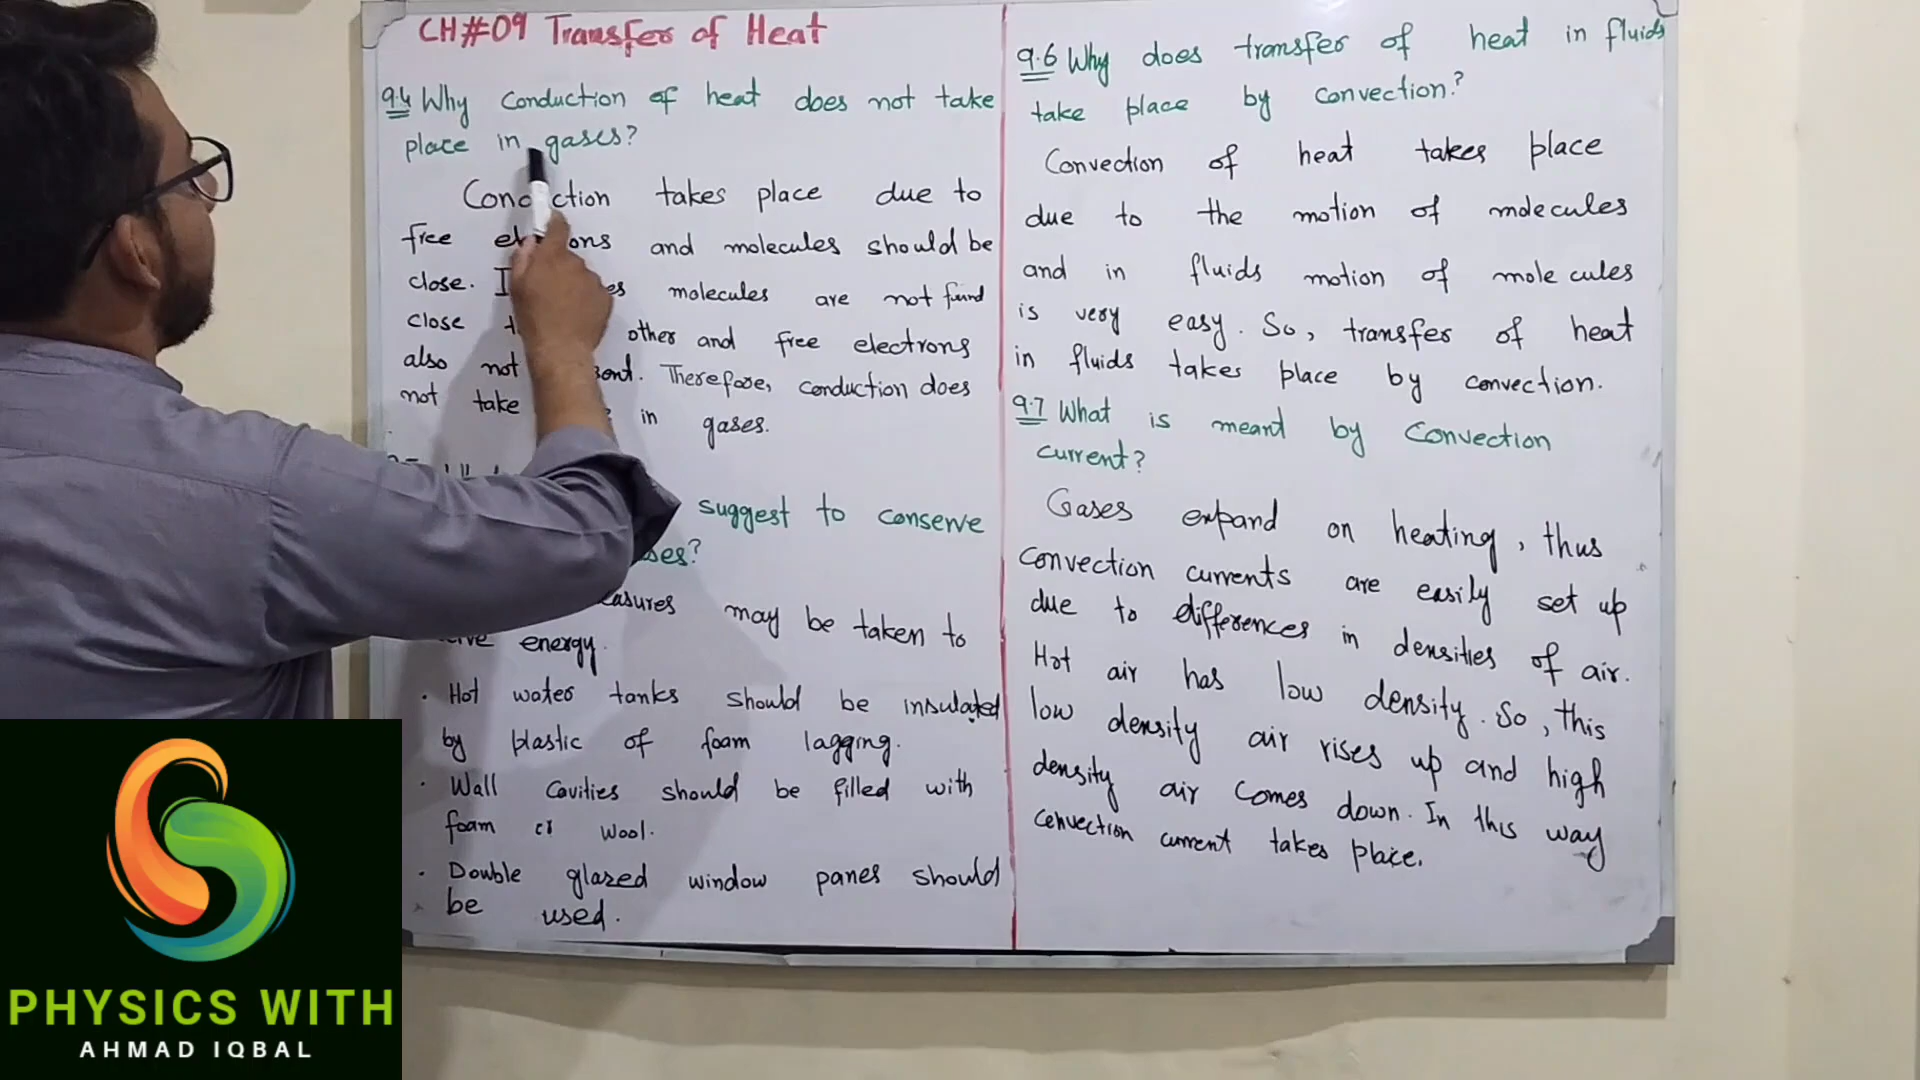 CH#09 Transfer of Heat
9.4 Why conduction of heat does not take
place in gases?
Conduction takes place due to
free ons and molecules should be
close. molecules are not found
close other and free electrons
also not Therefore, conduction does
not take in gases.
suggest to conserve
may be taken to
energy.
· Hot water tanks should be insulated
by plastic of foam lagging.
· Wall cavities should be filled with
foam or wool.
· Double glazed window panes should
be used.
9.6 Why does transfer of heat in fluids
take place by convection?
Convection of heat takes place
due to the motion of molecules
and in fluids motion of molecules
is very easy. So, transfer of heat
in fluids takes place by convection.
9.7 What is meant by Convection
current?
Gases expand on heating, thus
convection currents are easily set up
due to differences in densities of air.
Hot air has low density. So, this
low density air rises up and high
density air comes down. In this way
convection current takes place.
PHYSICS WITH
AHMAD IQBAL